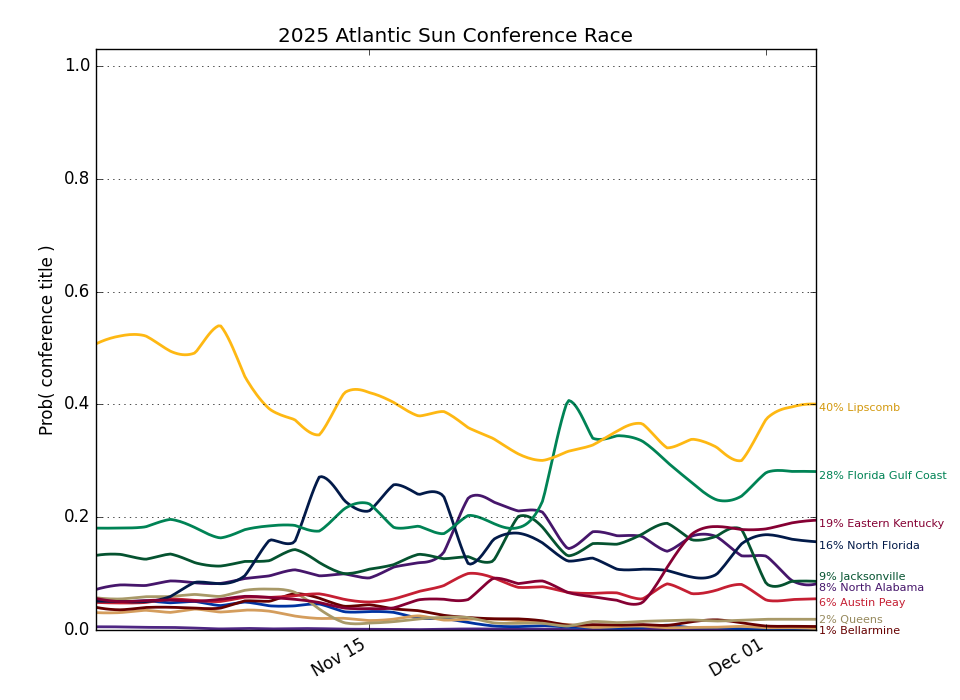 2025 Atlantic Sun Conference Race
Prob( conference title )
1.0
0.8
0.6
0.4
0.2
0.0
Nov 15
Dec 01
40% Lipscomb
28% Florida Gulf Coast
19% Eastern Kentucky
16% North Florida
9% Jacksonville
8% North Alabama
6% Austin Peay
2% Queens
1% Bellarmine